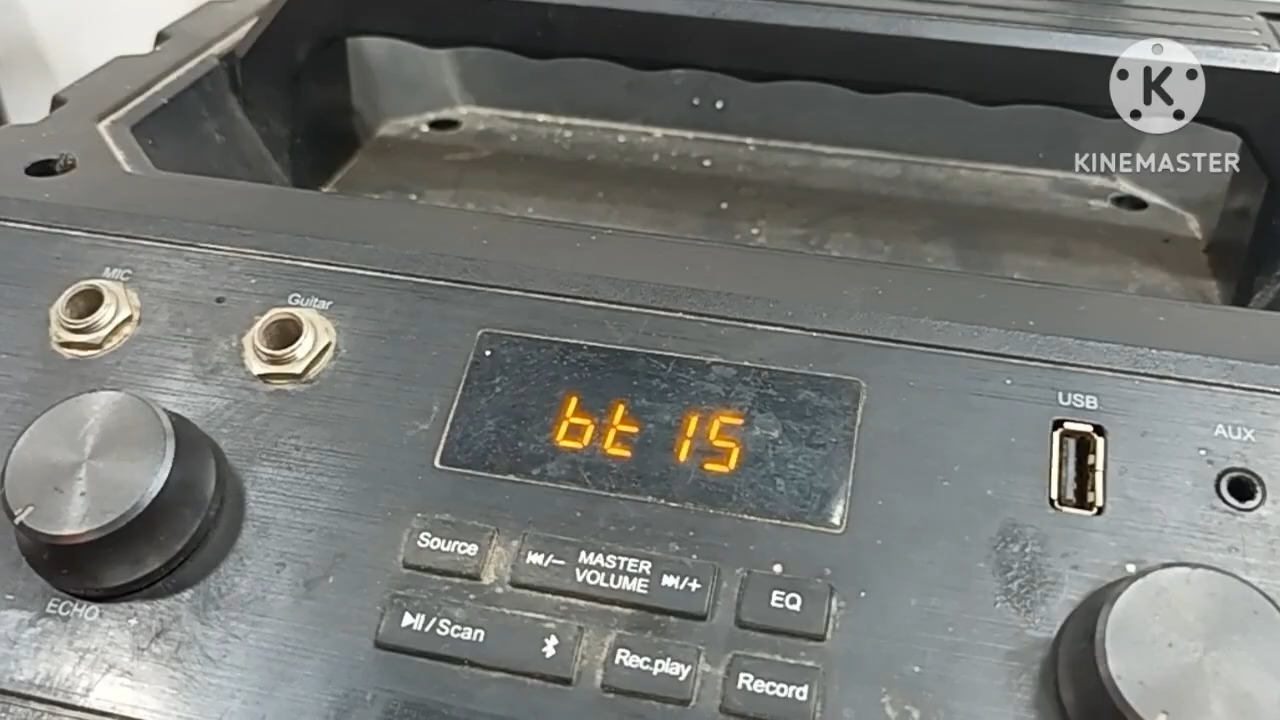 K
KINEMASTER
MIC
Guitar
USB
AUX
bt 15
Source
⏮/− MASTER VOLUME ⏭/+
EQ
ECHO
⏯/Scan
Rec.play
Record